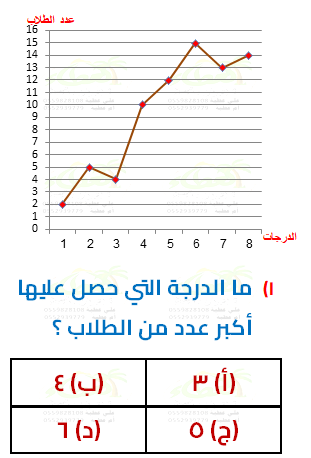 عدد الطلاب
16
15
14
13
12
11
10
9
8
7
6
5
4
3
2
1
0
1 2 3 4 5 6 7 8
الدرجات
١) ما الدرجة التي حصل عليها
أكبر عدد من الطلاب ؟
(أ) ٣ (ب) ٤
(ج) ٥ (د) ٦